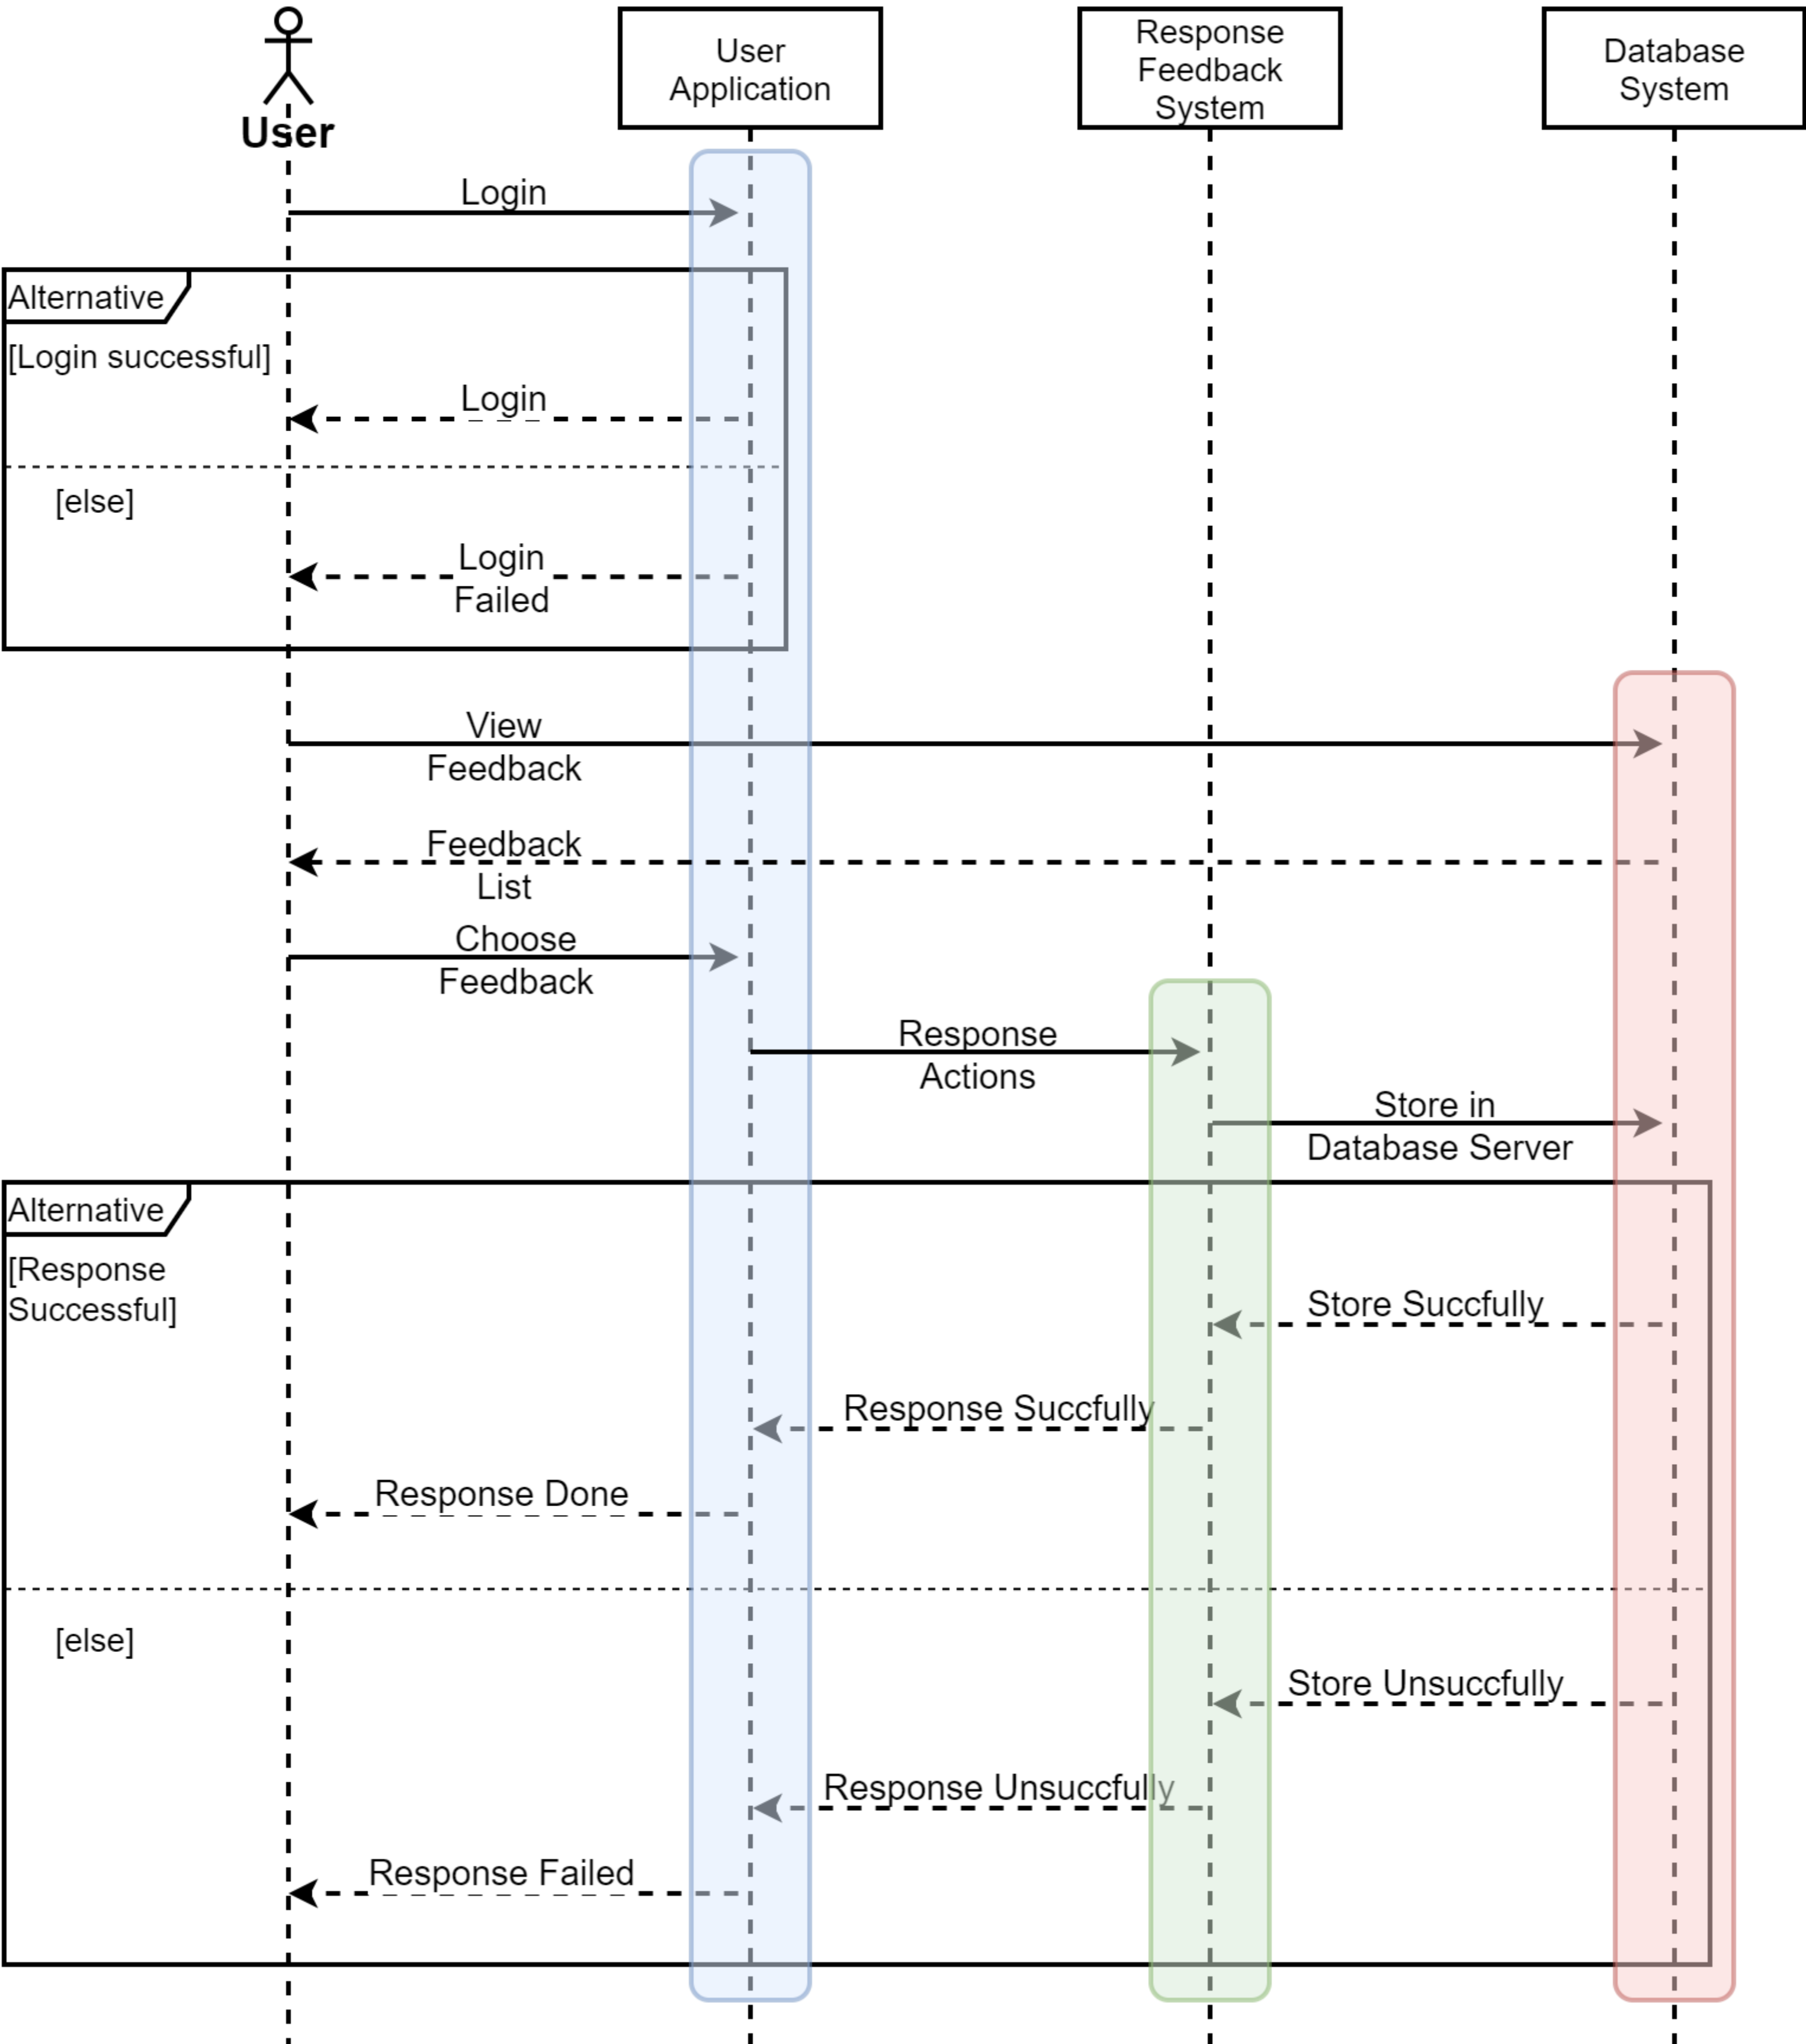 User
User
Application
Response
Feedback
System
Database
System
Login
Alternative
[Login successful]
Login
[else]
Login
Failed
View
Feedback
Feedback
List
Choose
Feedback
Response
Actions
Store in
Database Server
Alternative
[Response
Successful]
Store Succfully
Response Succfully
Response Done
[else]
Store Unsuccfully
Response Unsuccfully
Response Failed